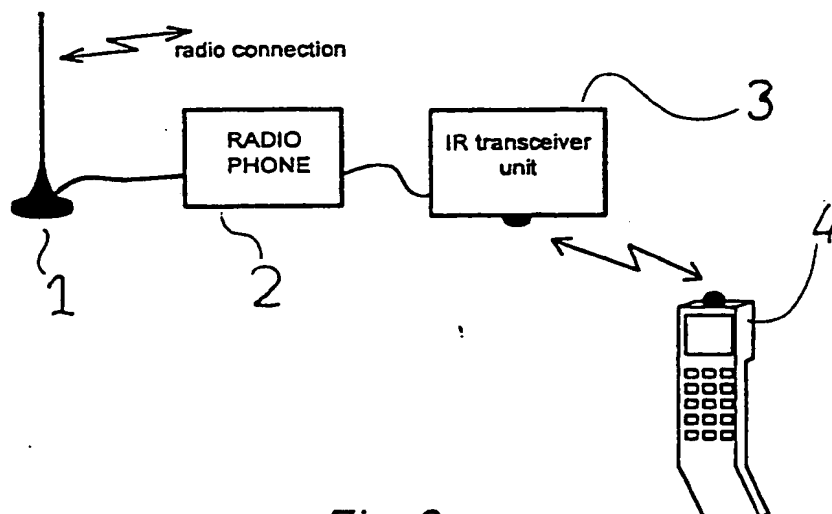 radio connection
RADIO
PHONE
IR transceiver
unit
3
1
2
4